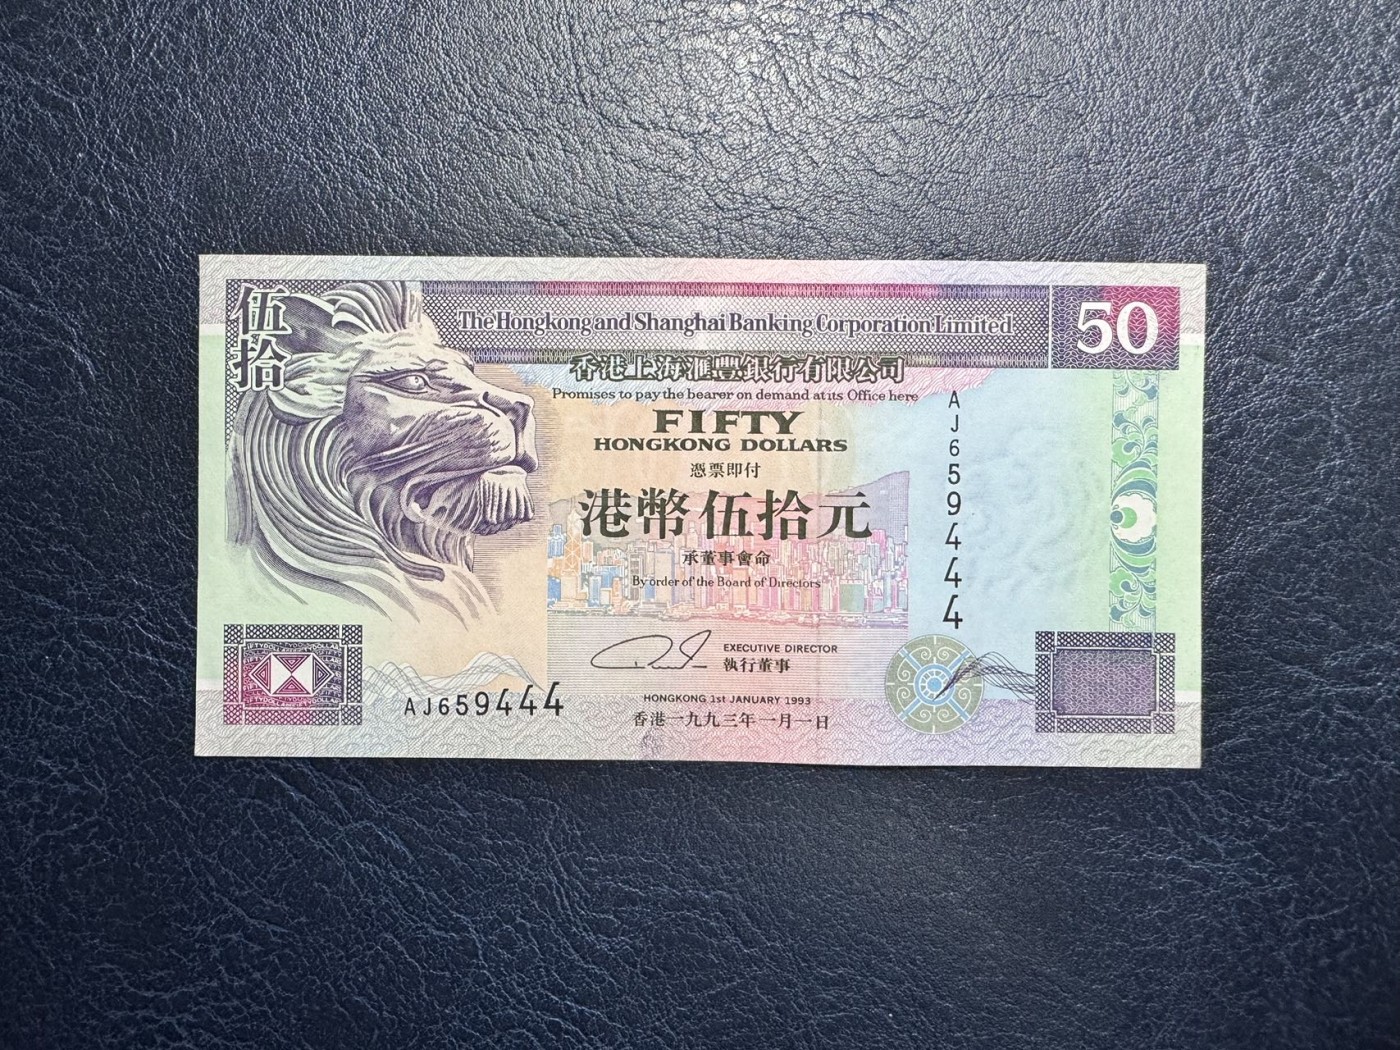 伍拾
The Hongkong and Shanghai Banking Corporation Limited
50
香港上海滙豐銀行有限公司
Promises to pay the bearer on demand at its Office here
FIFTY
HONGKONG DOLLARS
憑票即付
港幣伍拾元
承董事會命
By order of the Board of Directors
AJ659444
EXECUTIVE DIRECTOR
執行董事
AJ659444
HONGKONG 1st JANUARY 1993
香港一九九三年一月一日